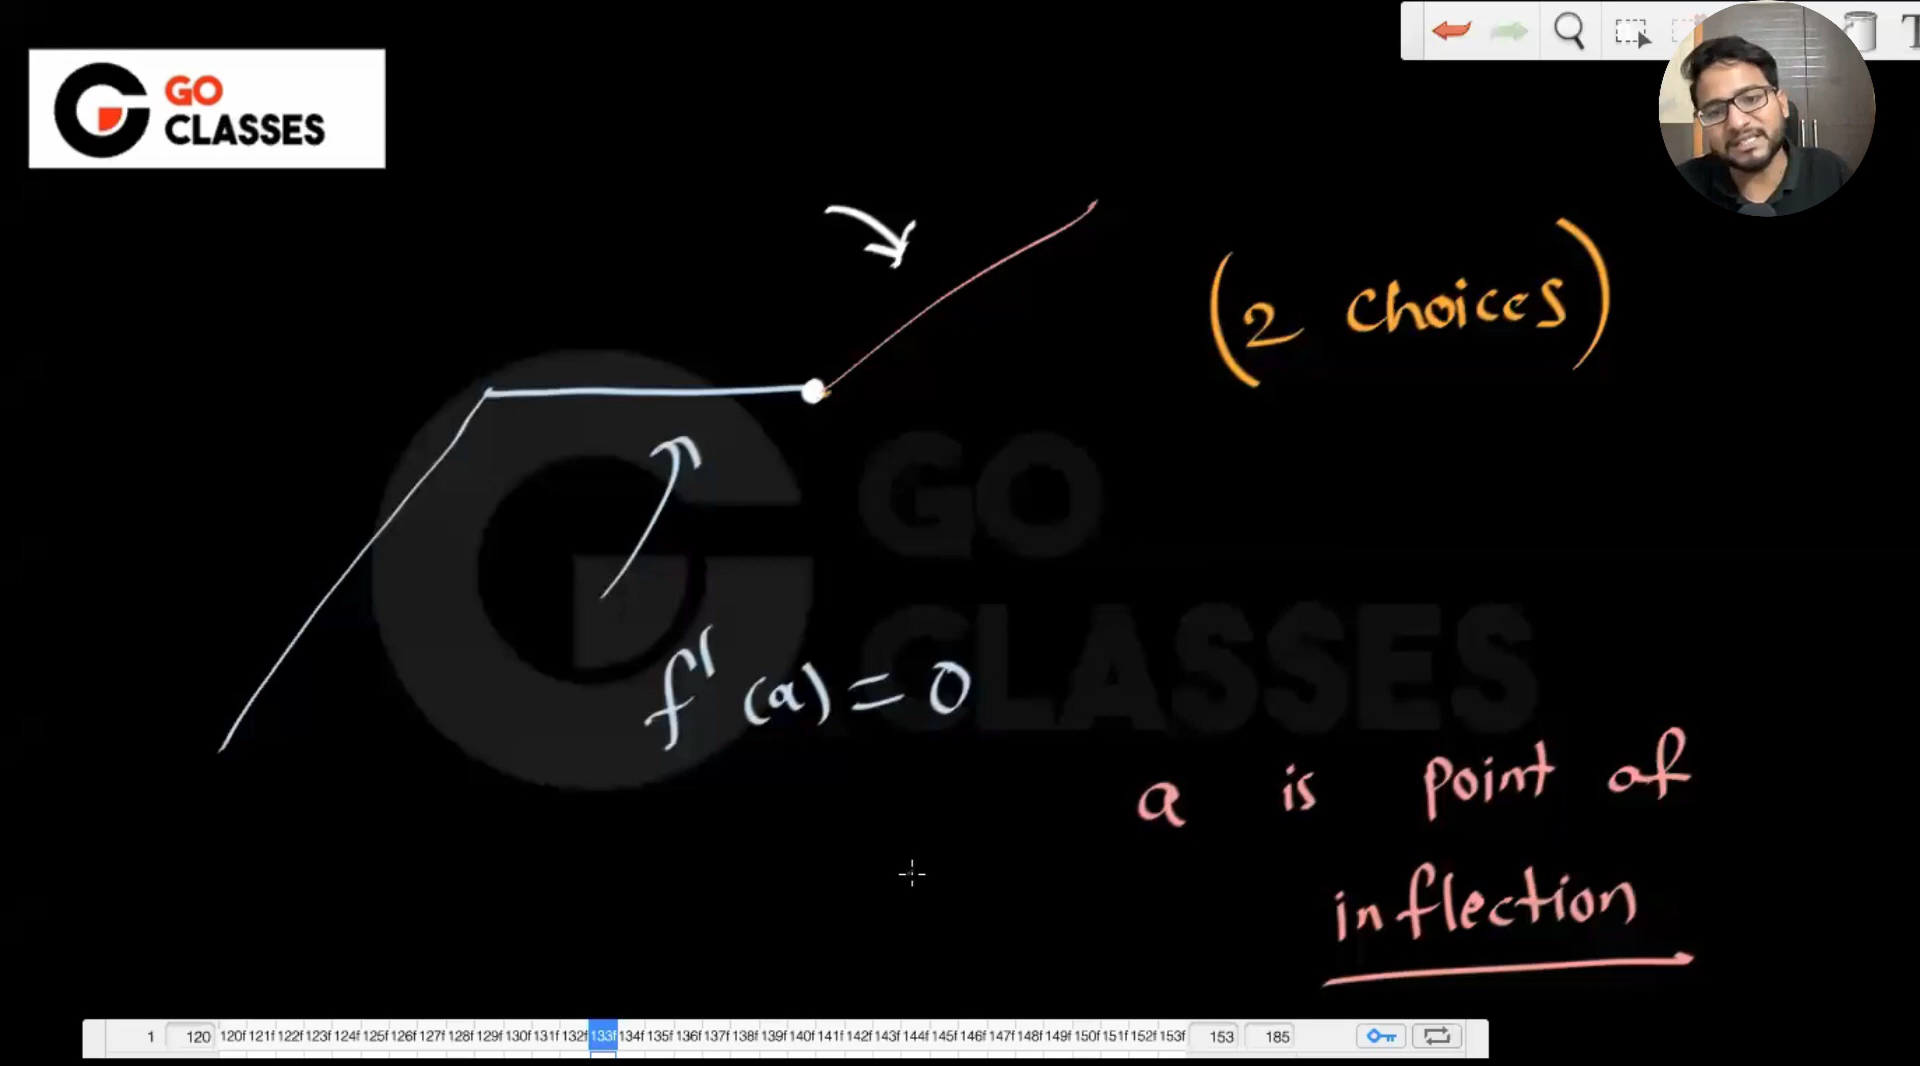 GO
CLASSES
(2 choices)
GO
CLASSES
f'(a) = 0
a is point of
inflection
1 120 120f 121f 122f 123f 124f 125f 126f 127f 128f 129f 130f 131f 132f 133f 134f 135f 136f 137f 138f 139f 140f 141f 142f 143f 144f 145f 146f 147f 148f 149f 150f 151f 152f 153f 153 185